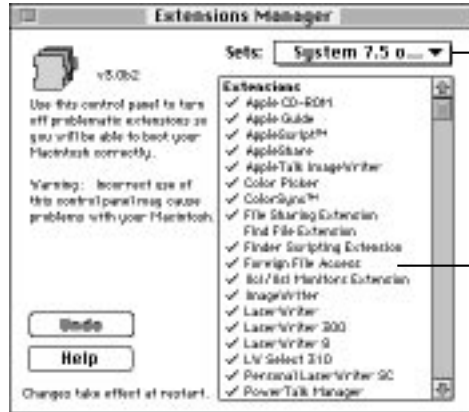 Extensions Manager
Sets: System 7.5 o...
v3.0b2
Use this control panel to turn
off problematic extensions so
you will be able to boot your
Macintosh correctly.
Warning: Incorrect use of
this control panel may cause
problems with your Macintosh.
Extensions
✓ Apple CD-ROM
✓ Apple Guide
✓ AppleScript™
✓ AppleShare
✓ AppleTalk ImageWriter
✓ Color Picker
✓ ColorSync™
✓ File Sharing Extension
Find File Extension
✓ Finder Scripting Extension
✓ Foreign File Access
✓ IIci/IIsi Monitors Extension
✓ ImageWriter
✓ LaserWriter
✓ LaserWriter 300
✓ LaserWriter 8
✓ LW Select 310
✓ Personal LaserWriter SC
✓ PowerTalk Manager
Undo
Help
Changes take effect at restart.